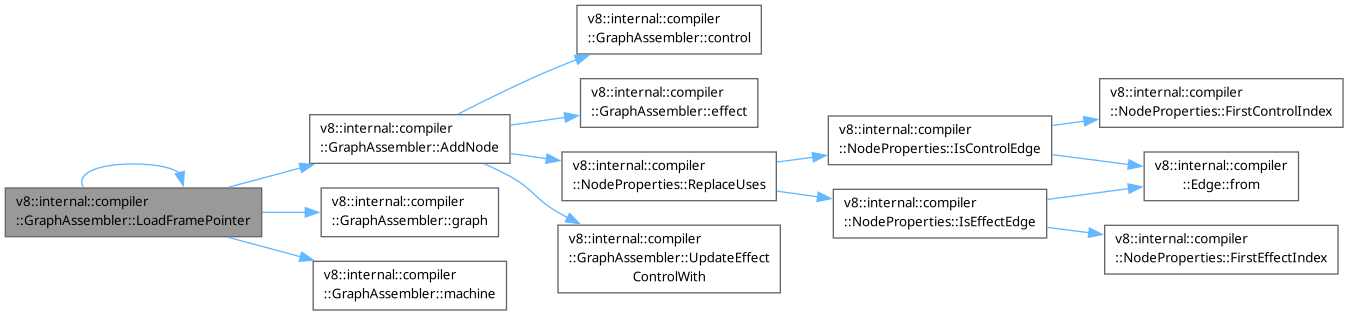 v8::internal::compiler
::GraphAssembler::LoadFramePointer
v8::internal::compiler
::GraphAssembler::AddNode
v8::internal::compiler
::GraphAssembler::graph
v8::internal::compiler
::GraphAssembler::machine
v8::internal::compiler
::GraphAssembler::control
v8::internal::compiler
::GraphAssembler::effect
v8::internal::compiler
::NodeProperties::ReplaceUses
v8::internal::compiler
::GraphAssembler::UpdateEffect
ControlWith
v8::internal::compiler
::NodeProperties::IsControlEdge
v8::internal::compiler
::NodeProperties::IsEffectEdge
v8::internal::compiler
::NodeProperties::FirstControlIndex
v8::internal::compiler
::Edge::from
v8::internal::compiler
::NodeProperties::FirstEffectIndex